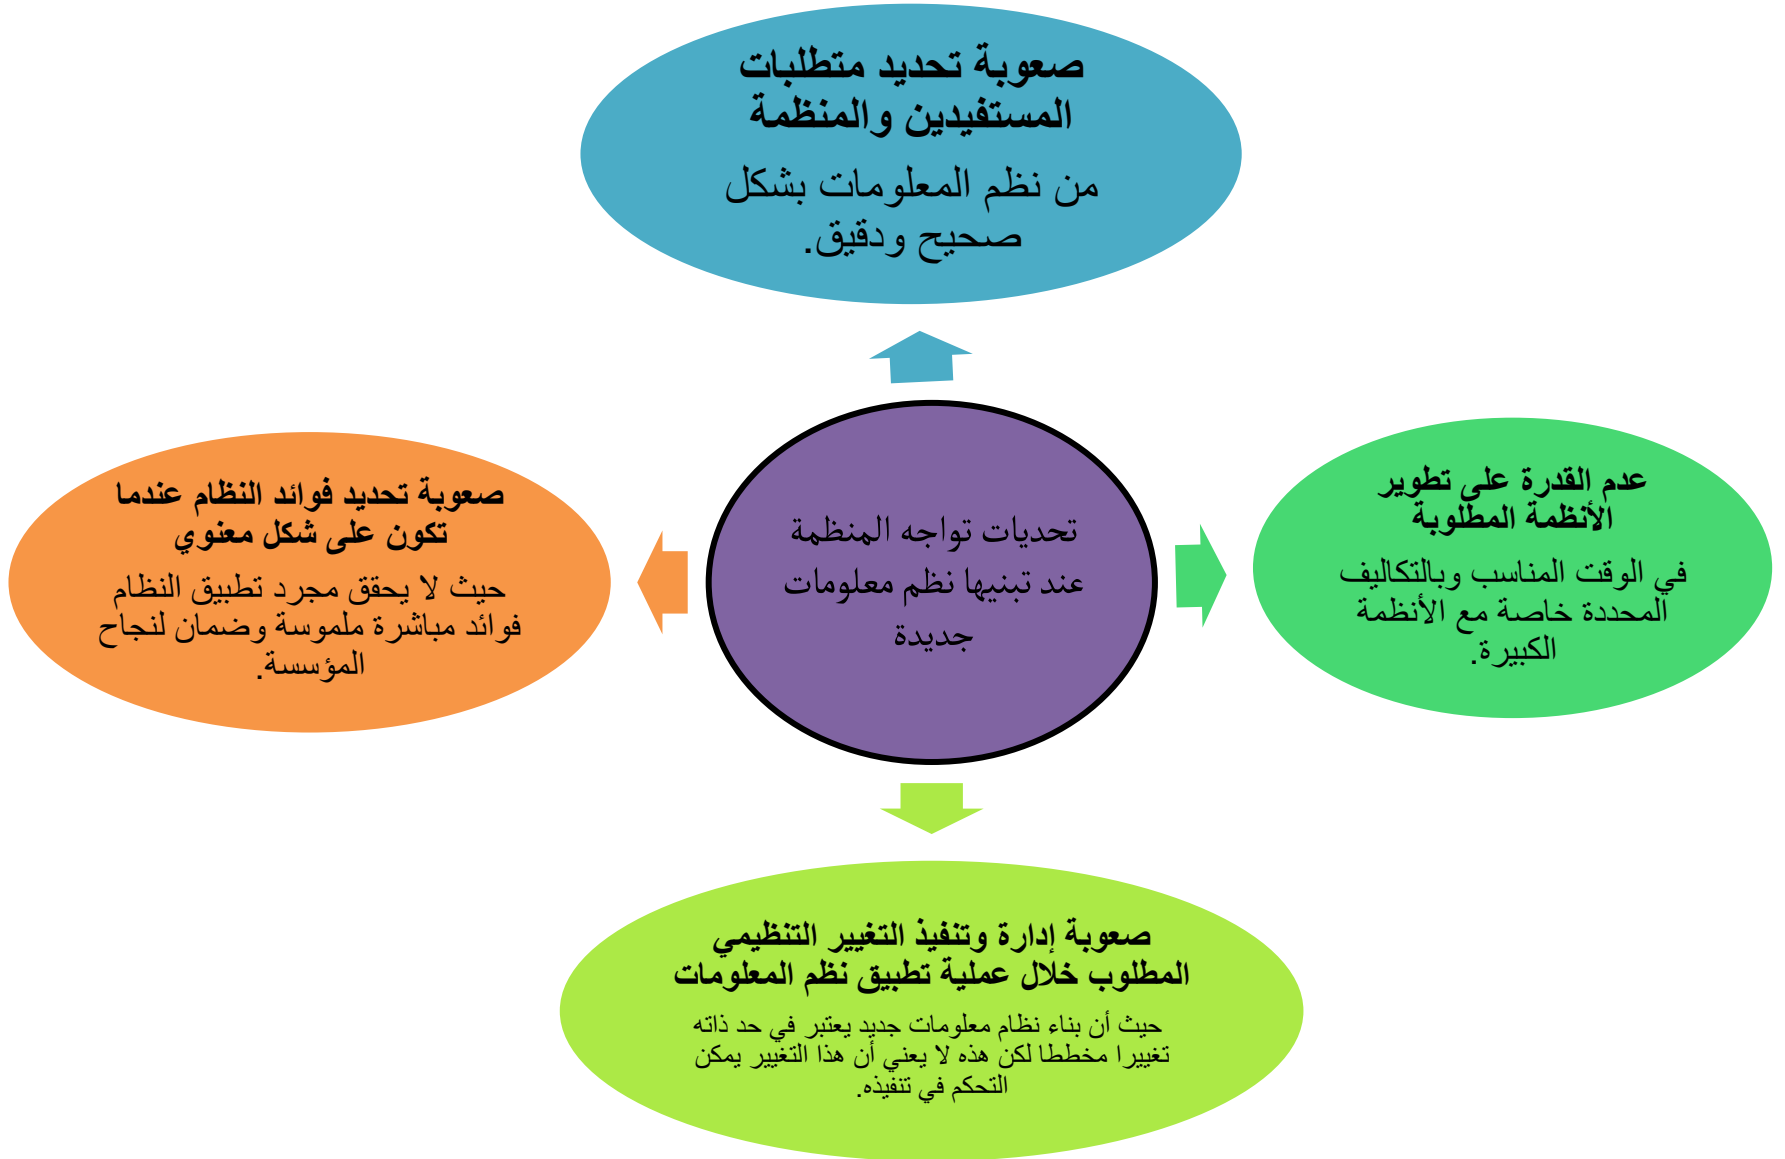 صعوبة تحديد متطلبات
المستفيدين والمنظمة
من نظم المعلومات بشكل
صحيح ودقيق.
عدم القدرة على تطوير
الأنظمة المطلوبة
في الوقت المناسب وبالتكاليف
المحددة خاصة مع الأنظمة
الكبيرة.
تحديات تواجه المنظمة
عند تبنيها نظم معلومات
جديدة
صعوبة تحديد فوائد النظام عندما
تكون على شكل معنوي
حيث لا يحقق مجرد تطبيق النظام
فوائد مباشرة ملموسة وضمان لنجاح
المؤسسة.
صعوبة إدارة وتنفيذ التغيير التنظيمي
المطلوب خلال عملية تطبيق نظم المعلومات
حيث أن بناء نظام معلومات جديد يعتبر في حد ذاته
تغييرا مخططا لكن هذه لا يعني أن هذا التغيير يمكن
التحكم في تنفيذه.